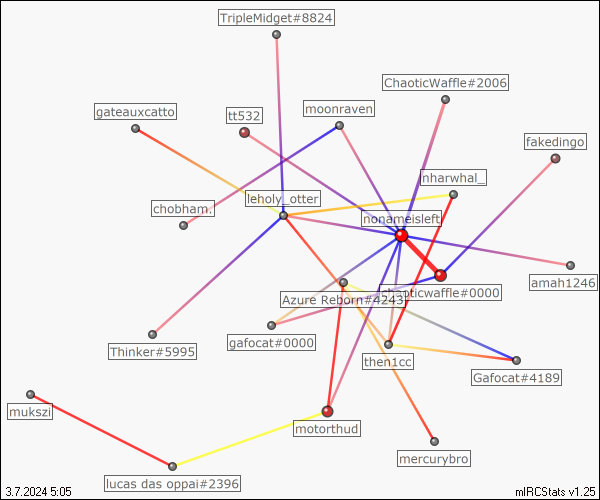 TripleMidget#8824
ChaoticWaffle#2006
gateauxcatto
moonraven
tt532
fakedingo
nharwhal_
leholy_otter
chobham.
nonameisleft
amah1246
chaoticwaffle#0000
Azure Reborn#4243
gafocat#0000
Thinker#5995
then1cc
Gafocat#4189
mukszi
motorthud
mercurybro
lucas das oppai#2396
3.7.2024 5:05
mIRCStats v1.25